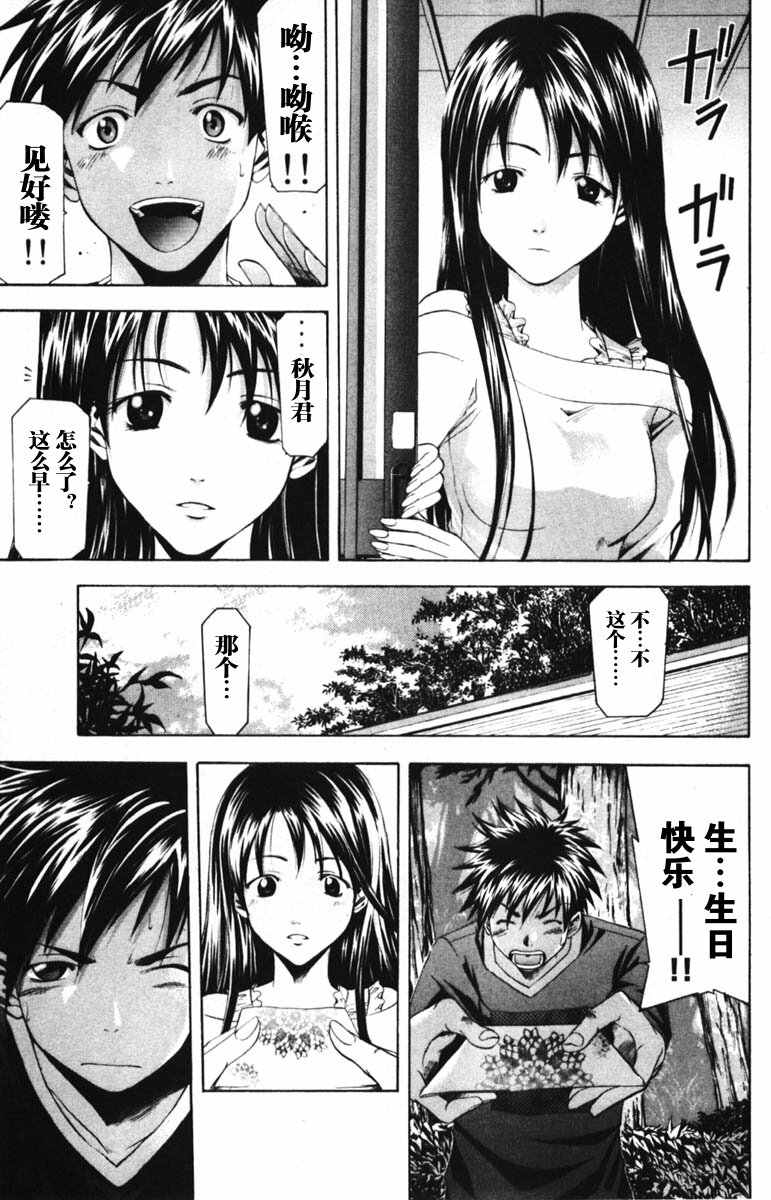 ガラ
ガラ
呦…呦喉!!
见好喽!!
…秋月君
怎么了?
这么早……
不…不
这个……
那个…
生…生日
快乐——!!